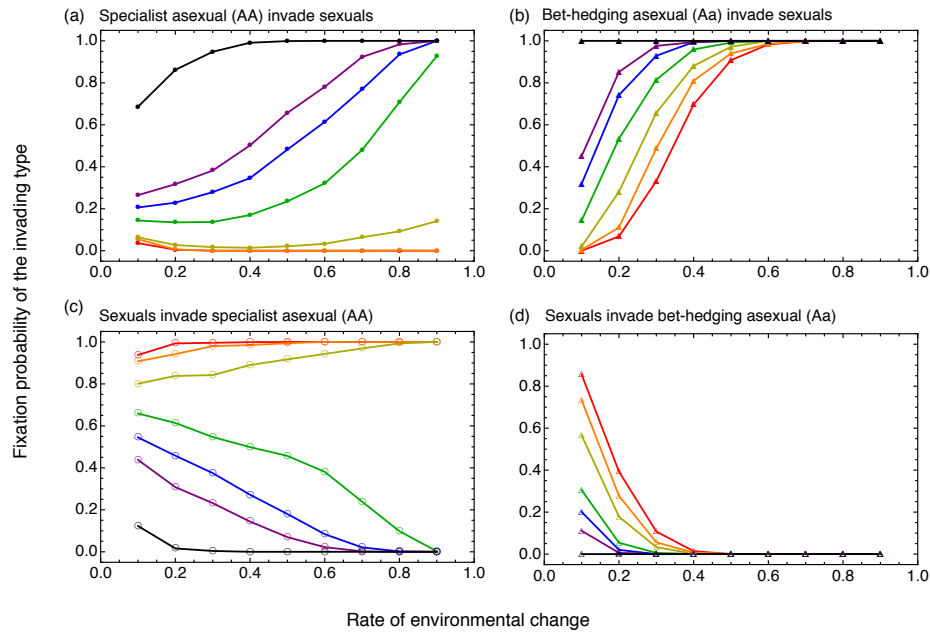 (a) Specialist asexual (AA) invade sexuals
(b) Bet-hedging asexual (Aa) invade sexuals
Fixation probability of the invading type
1.0
0.8
0.6
0.4
0.2
0.0
0.0 0.2 0.4 0.6 0.8 1.0
1.0
0.8
0.6
0.4
0.2
0.0
0.0 0.2 0.4 0.6 0.8 1.0
(c) Sexuals invade specialist asexual (AA)
(d) Sexuals invade bet-hedging asexual (Aa)
1.0
0.8
0.6
0.4
0.2
0.0
0.0 0.2 0.4 0.6 0.8 1.0
0.8
0.6
0.4
0.2
0.0
0.0 0.2 0.4 0.6 0.8 1.0
Rate of environmental change